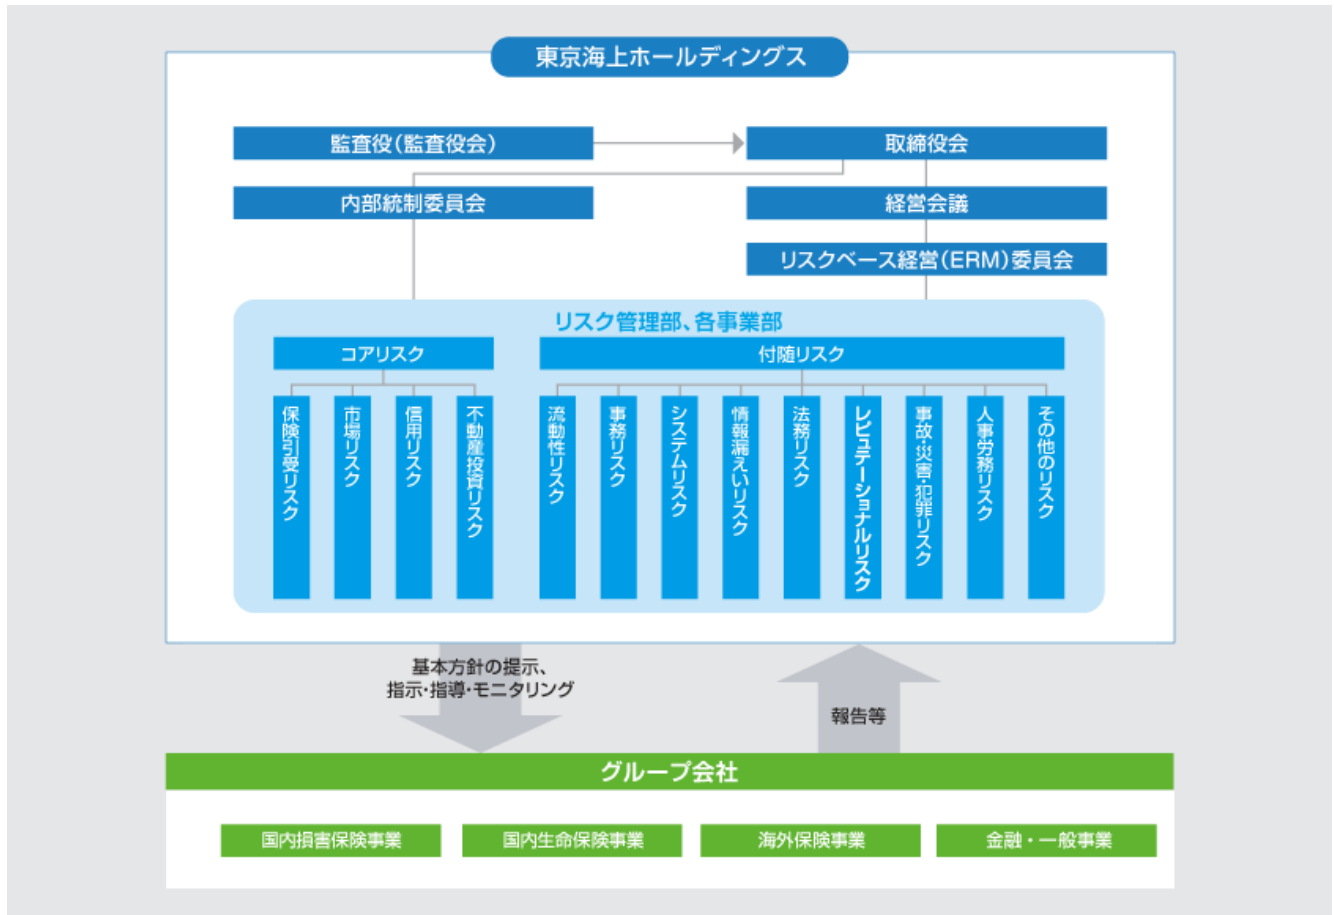 東京海上ホールディングス
監査役(監査役会)
取締役会
内部統制委員会
経営会議
リスクベース経営(ERM)委員会
リスク管理部、各事業部
コアリスク
付随リスク
保険引受リスク
市場リスク
信用リスク
不動産投資リスク
流動性リスク
事務リスク
システムリスク
情報漏えいリスク
法務リスク
レピュテーショナルリスク
事故・災害・犯罪リスク
人事労務リスク
その他のリスク
基本方針の提示、
指示・指導・モニタリング
報告等
グループ会社
国内損害保険事業
国内生命保険事業
海外保険事業
金融・一般事業